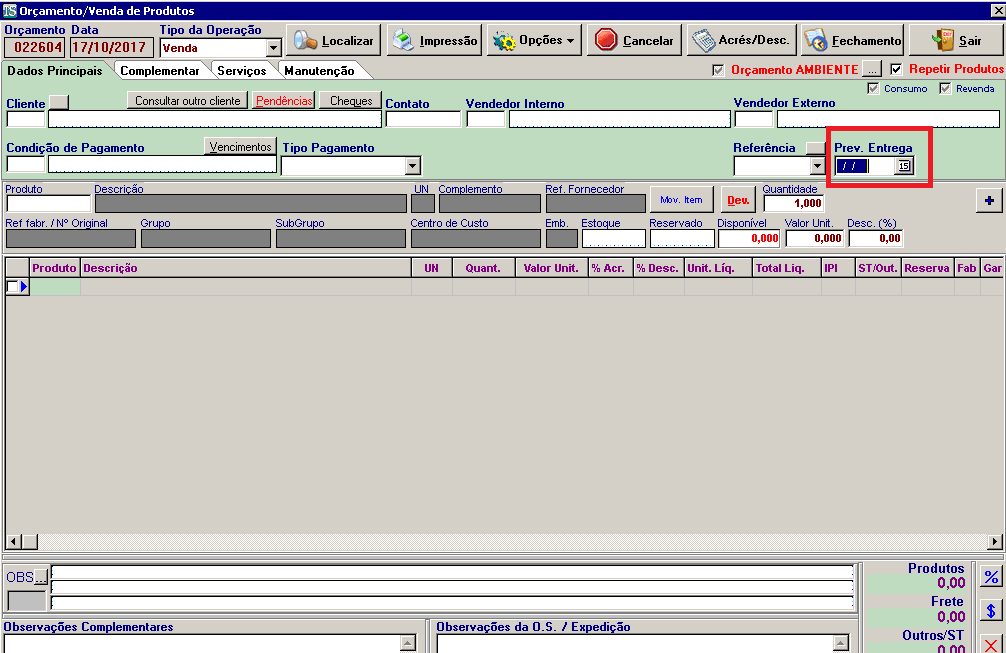 Orçamento/Venda de Produtos
Orçamento Data Tipo da Operação
022604 17/10/2017 Venda
Localizar Impressão Opções Cancelar Acrés/Desc. Fechamento Sair
Dados Principais Complementar Serviços Manutenção
Orçamento AMBIENTE ... Repetir Produtos
Consumo Revenda
Cliente Consultar outro cliente Pendências Cheques Contato Vendedor Interno Vendedor Externo
Condição de Pagamento Vencimentos Tipo Pagamento Referência Prev. Entrega
/ / 15
Produto Descrição UN Complemento Ref. Fornecedor Mov. Item Dev. Quantidade
1,000
+
Ref fabr. / Nº Original Grupo SubGrupo Centro de Custo Emb. Estoque Reservado Disponível Valor Unit. Desc. (%)
0,000 0,000 0,00
Produto Descrição UN Quant. Valor Unit. % Acr. % Desc. Unit. Líq. Total Liq. IPI ST/Out. Reserva Fab Gar
OBS ...
Produtos
0,00
%
Frete
0,00
$
Outros/ST
0,00
Observações Complementares Observações da O.S. / Expedição